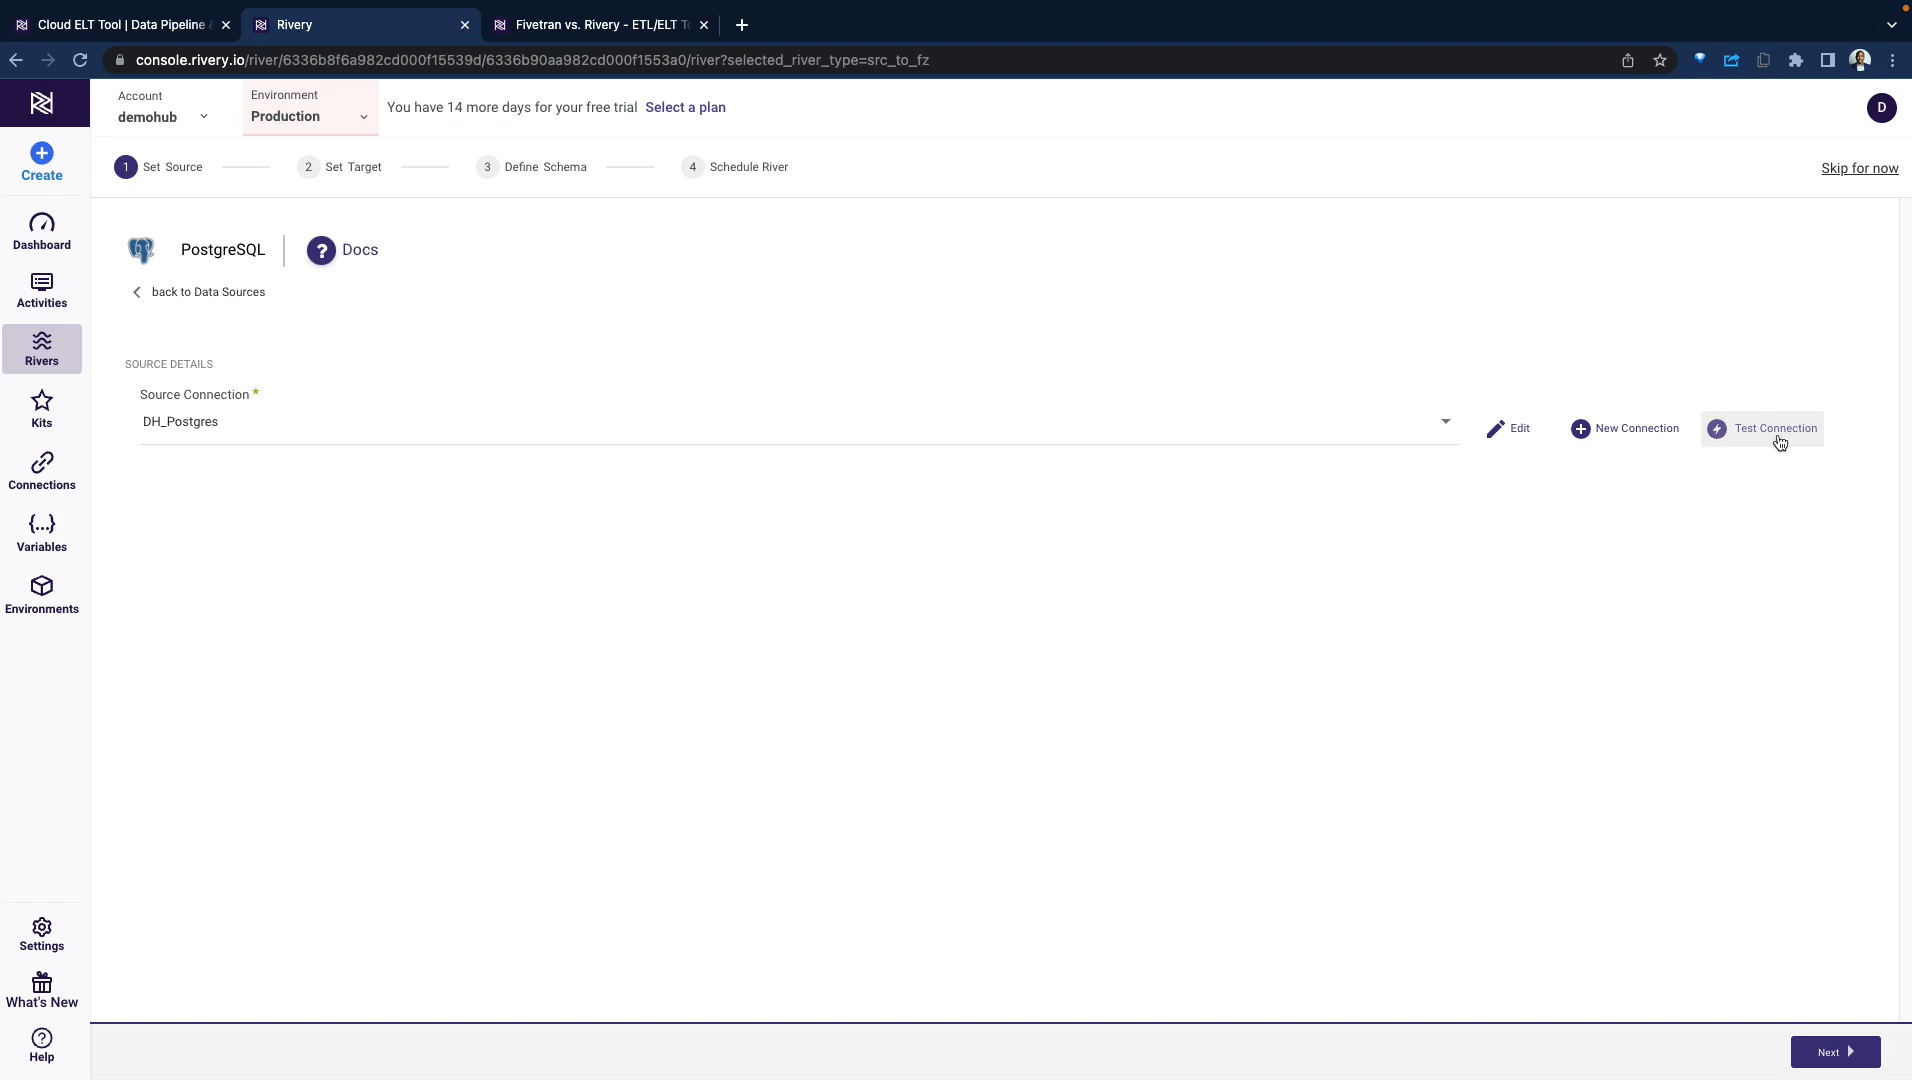 Cloud ELT Tool | Data Pipeline
Rivery
Fivetran vs. Rivery - ETL/ELT
console.rivery.io/river/6336b8f6a982cd000f15539d/6336b90aa982cd000f1553a0/river?selected_river_type=src_to_fz
Account
demohub
Environment
Production
You have 14 more days for your free trial Select a plan
D
Create
1 Set Source
2 Set Target
3 Define Schema
4 Schedule River
Skip for now
Dashboard
Activities
Rivers
Kits
Connections
{...}
Variables
Environments
Settings
What's New
Help
PostgreSQL
? Docs
back to Data Sources
SOURCE DETAILS
Source Connection *
DH_Postgres
Edit
New Connection
Test Connection
Next